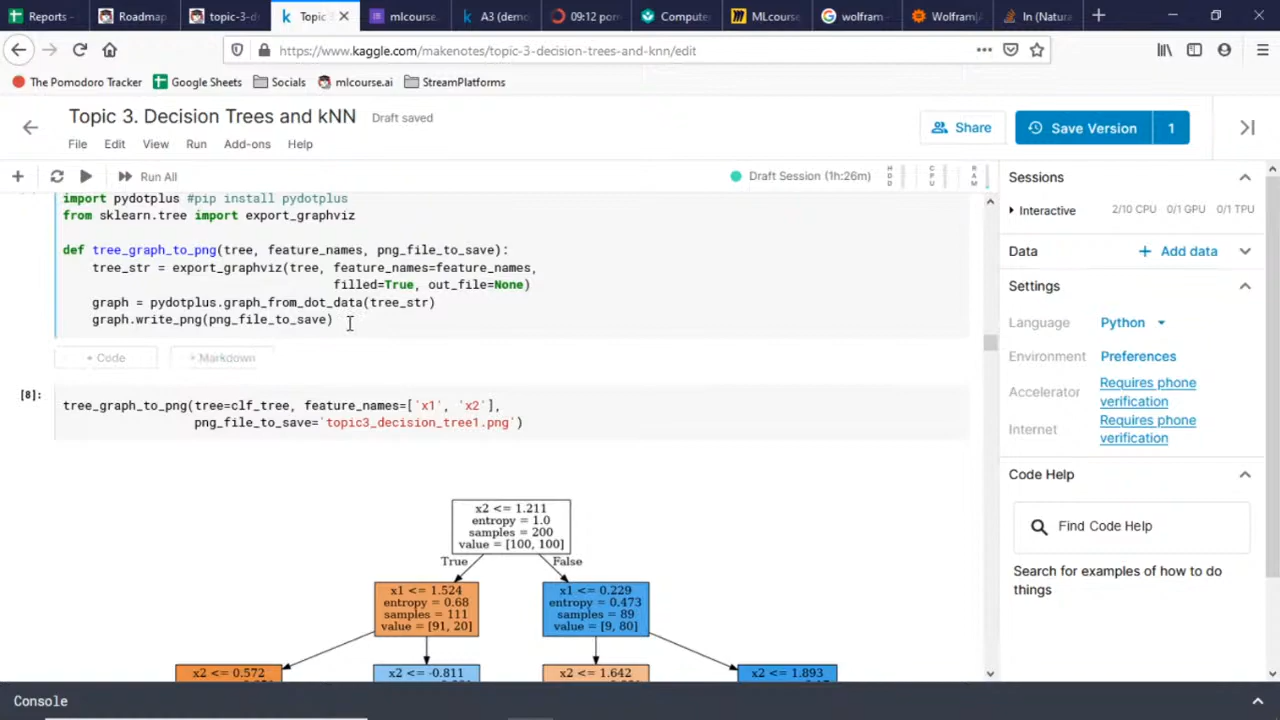 Reports -
Roadmap
topic-3-d
Topic
mlcourse.
A3 (demo
09:12 pom
Compute
MLcourse
wolfram
Wolfram|A
In (Natura
https://www.kaggle.com/makenotes/topic-3-decision-trees-and-knn/edit
The Pomodoro Tracker
Google Sheets
Socials
mlcourse.ai
StreamPlatforms
Topic 3. Decision Trees and kNN
Draft saved
File Edit View Run Add-ons Help
Share
Save Version 1
Run All
Draft Session (1h:26m)
HDD
CPU
RAM
import pydotplus #pip install pydotplus
from sklearn.tree import export_graphviz
def tree_graph_to_png(tree, feature_names, png_file_to_save):
tree_str = export_graphviz(tree, feature_names=feature_names,
filled=True, out_file=None)
graph = pydotplus.graph_from_dot_data(tree_str)
graph.write_png(png_file_to_save)
+ Code
+ Markdown
[8]:
tree_graph_to_png(tree=clf_tree, feature_names=['x1', 'x2'],
png_file_to_save='topic3_decision_tree1.png')
x2 <= 1.211
entropy = 1.0
samples = 200
value = [100, 100]
True
False
x1 <= 1.524
entropy = 0.68
samples = 111
value = [91, 20]
x1 <= 0.229
entropy = 0.473
samples = 89
value = [9, 80]
x2 <= 0.572
x2 <= -0.811
x2 <= 1.642
x2 <= 1.893
Sessions
Interactive
2/10 CPU 0/1 GPU 0/1 TPU
Data
+ Add data
Settings
Language
Python
Environment
Preferences
Accelerator
Requires phone
verification
Internet
Requires phone
verification
Code Help
Find Code Help
Search for examples of how to do
things
Console